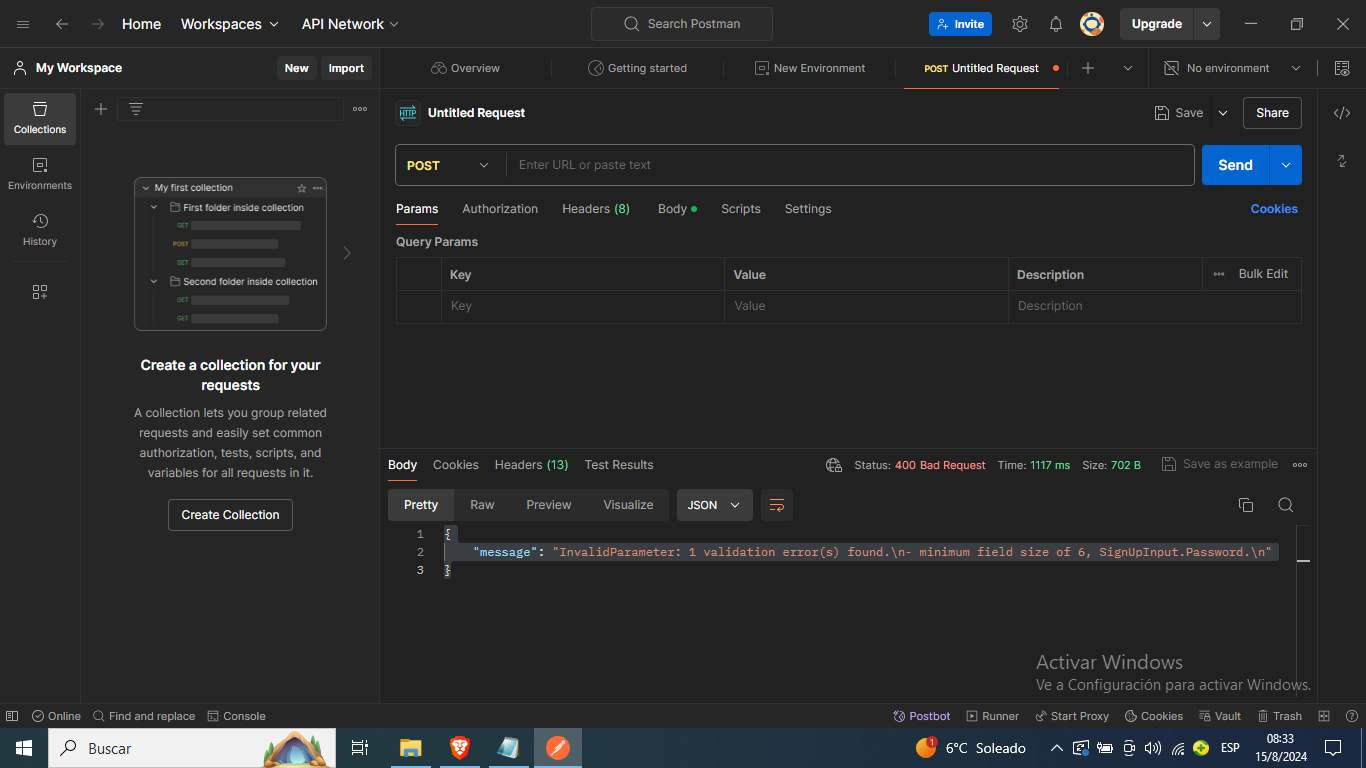 Home Workspaces API Network Search Postman Invite Upgrade
My Workspace New Import Overview Getting started New Environment POST Untitled Request No environment
Collections
Environments
History
My first collection
First folder inside collection
GET
POST
GET
Second folder inside collection
GET
GET
Create a collection for your
requests
A collection lets you group related
requests and easily set common
authorization, tests, scripts, and
variables for all requests in it.
Create Collection
HTTP Untitled Request Save Share
POST Enter URL or paste text Send
Params Authorization Headers (8) Body Scripts Settings Cookies
Query Params
Key Value Description Bulk Edit
Key Value Description
Body Cookies Headers (13) Test Results Status: 400 Bad Request Time: 1117 ms Size: 702 B Save as example
Pretty Raw Preview Visualize JSON
1 {
2 "message": "InvalidParameter: 1 validation error(s) found.\n- minimum field size of 6, SignUpInput.Password.\n"
3 }
Activar Windows
Ve a Configuración para activar Windows.
Online Find and replace Console Postbot Runner Start Proxy Cookies Vault Trash
Buscar 1 6°C Soleado ESP 08:33
15/8/2024